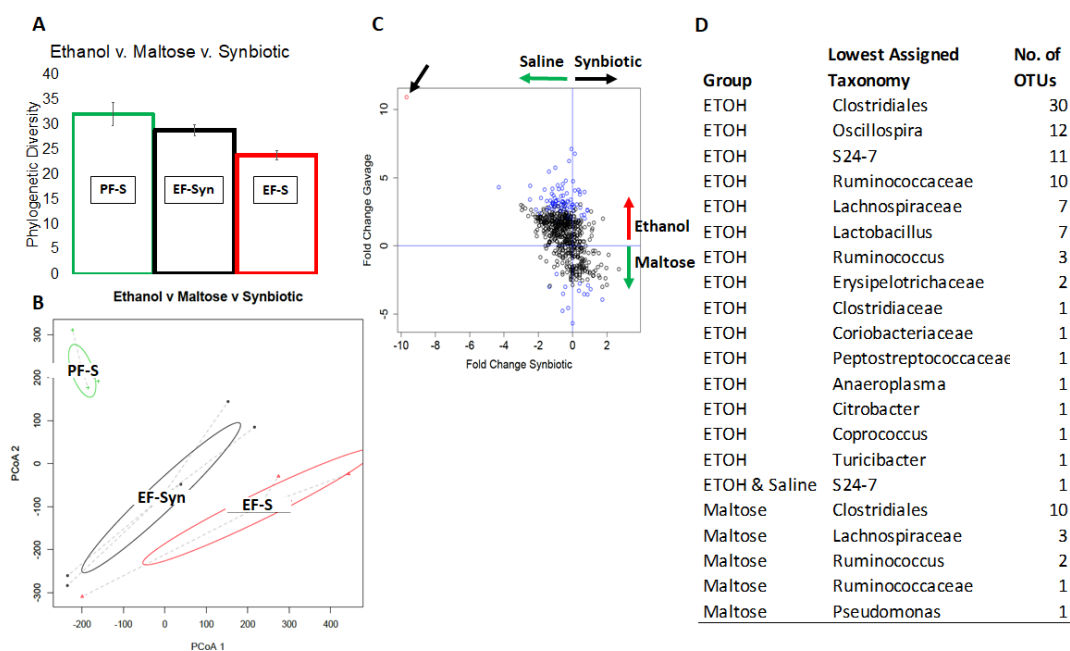 A
Ethanol v. Maltose v. Synbiotic
Phylogenetic Diversity
40
35
30
25
20
15
10
5
0
PF-S
EF-Syn
EF-S
B
Ethanol v Maltose v Synbiotic
PCoA 2
300
200
100
0
-100
-200
-300
PF-S
EF-Syn
EF-S
-200 -100 0 100 200 300 400
PCoA 1
C
Saline Synbiotic
Fold Change Gavage
10
5
0
-5
Ethanol
Maltose
-10 -8 -6 -4 -2 0 2
Fold Change Synbiotic
D
Lowest Assigned No. of
Group Taxonomy OTUs
ETOH Clostridiales 30
ETOH Oscillospira 12
ETOH S24-7 11
ETOH Ruminococcaceae 10
ETOH Lachnospiraceae 7
ETOH Lactobacillus 7
ETOH Ruminococcus 3
ETOH Erysipelotrichaceae 2
ETOH Clostridiaceae 1
ETOH Coriobacteriaceae 1
ETOH Peptostreptococcaceae 1
ETOH Anaeroplasma 1
ETOH Citrobacter 1
ETOH Coprococcus 1
ETOH Turicibacter 1
ETOH & Saline S24-7 1
Maltose Clostridiales 10
Maltose Lachnospiraceae 3
Maltose Ruminococcus 2
Maltose Ruminococcaceae 1
Maltose Pseudomonas 1